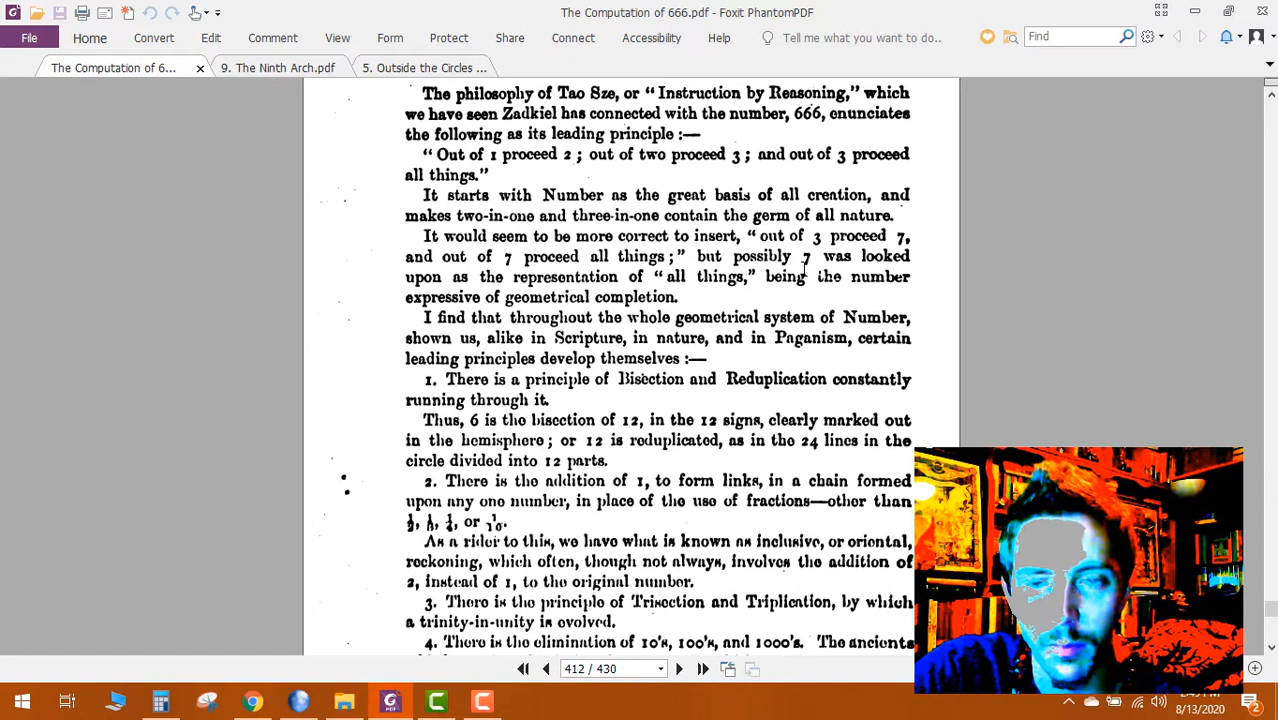 The Computation of 666.pdf - Foxit PhantomPDF
File Home Convert Edit Comment View Form Protect Share Connect Accessibility Help Tell me what you want to do.. Find
The Computation of 6... 9. The Ninth Arch.pdf 5. Outside the Circles ...
The philosophy of Tao Sze, or "Instruction by Reasoning," which
we have seen Zadkiel has connected with the number, 666, enunciates
the following as its leading principle :—
"Out of 1 proceed 2 ; out of two proceed 3 ; and out of 3 proceed
all things."
It starts with Number as the great basis of all creation, and
makes two-in-one and three-in-one contain the germ of all nature.
It would seem to be more correct to insert, "out of 3 proceed 7,
and out of 7 proceed all things ;" but possibly 7 was looked
upon as the representation of "all things," being the number
expressive of geometrical completion.
I find that throughout the whole geometrical system of Number,
shown us, alike in Scripture, in nature, and in Paganism, certain
leading principles develop themselves :—
1. There is a principle of Bisection and Reduplication constantly
running through it.
Thus, 6 is the bisection of 12, in the 12 signs, clearly marked out
in the hemisphere ; or 12 is reduplicated, as in the 24 lines in the
circle divided into 12 parts.
2. There is the addition of 1, to form links, in a chain formed
upon any one number, in place of the use of fractions—other than
or
As a rider to this, we have what is known as inclusive, or oriental,
reckoning, which often, though not always, involves the addition of
2, instead of 1, to the original number.
3. There is the principle of Trisection and Triplication, by which
a trinity-in-unity is evolved.
4. There is the elimination of 10's, 100's, and 1000's. The ancients
412 / 430
8/13/2020
2